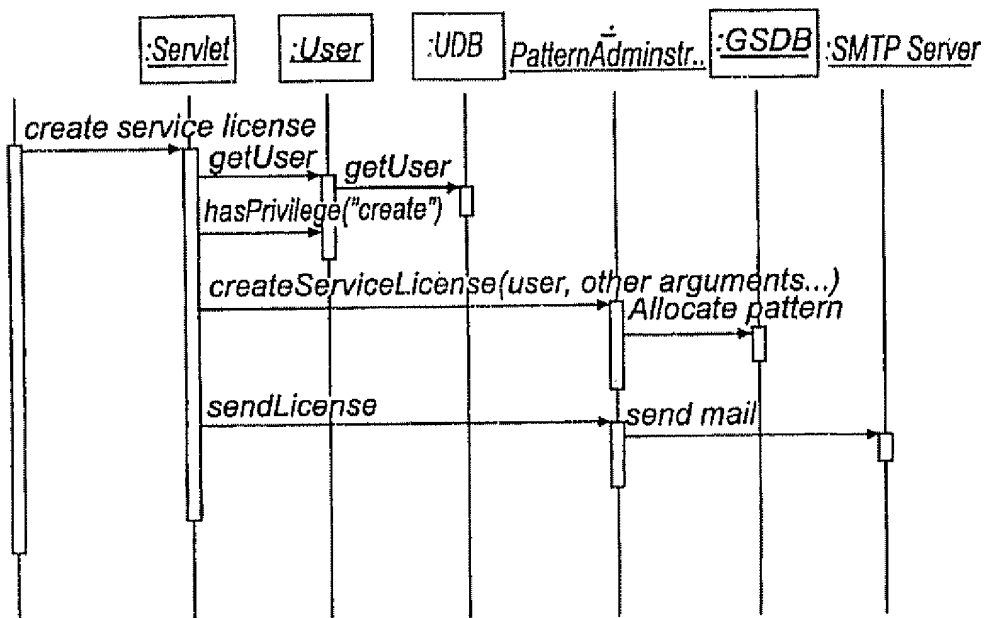 :Servlet
:User
:UDB
:
PatternAdminstr..
:GSDB
:SMTP Server
create service license
getUser
getUser
hasPrivilege("create")
createServiceLicense(user, other arguments...)
Allocate pattern
sendLicense
send mail